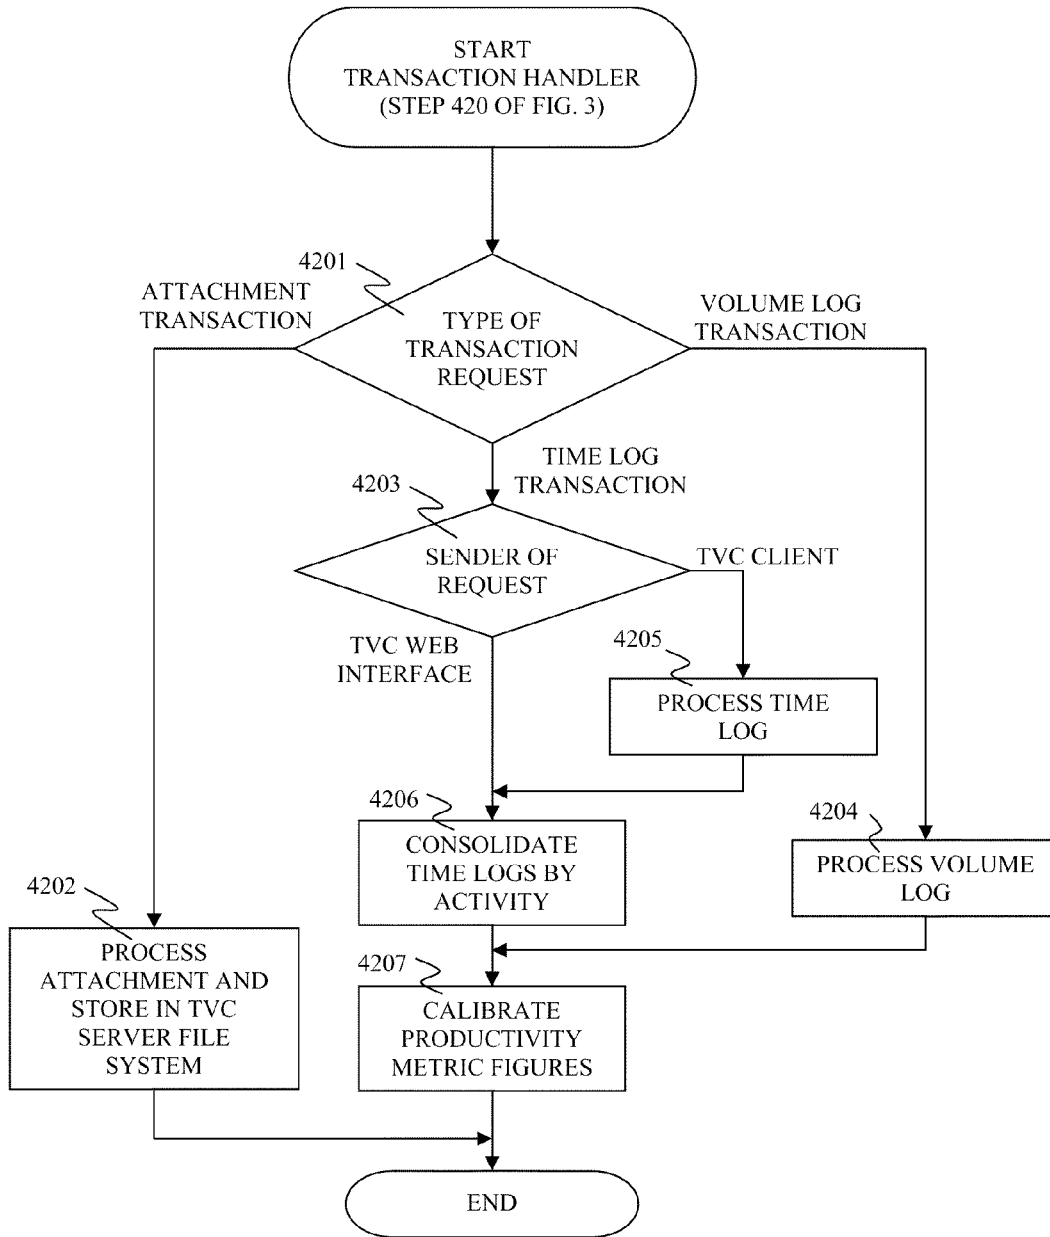 START
TRANSACTION HANDLER
(STEP 420 OF FIG. 3)
4201
ATTACHMENT
TRANSACTION
TYPE OF
TRANSACTION
REQUEST
VOLUME LOG
TRANSACTION
TIME LOG
TRANSACTION
4203
SENDER OF
REQUEST
TVC CLIENT
TVC WEB
INTERFACE
4205
PROCESS TIME
LOG
4206
CONSOLIDATE
TIME LOGS BY
ACTIVITY
4204
PROCESS VOLUME
LOG
4202
PROCESS
ATTACHMENT AND
STORE IN TVC
SERVER FILE
SYSTEM
4207
CALIBRATE
PRODUCTIVITY
METRIC FIGURES
END